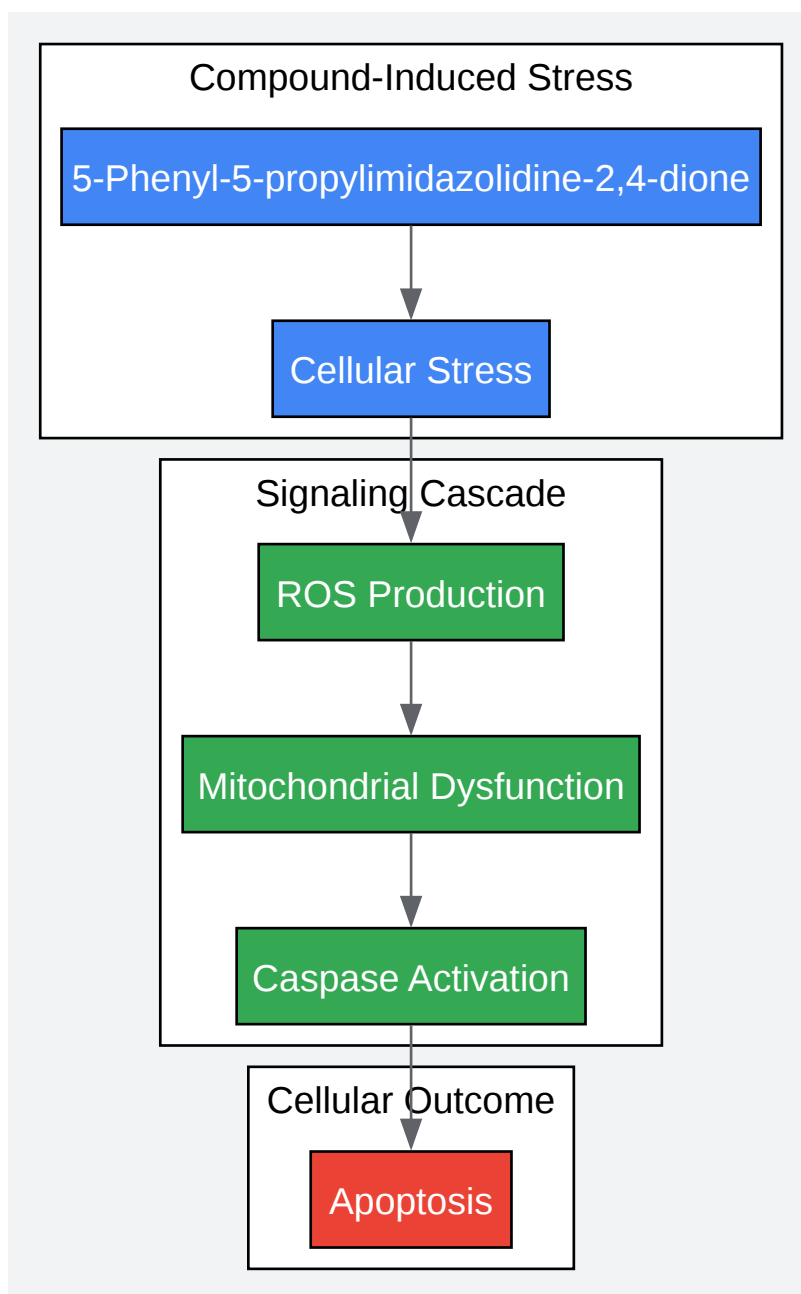 Compound-Induced Stress
5-Phenyl-5-propylimidazolidine-2,4-dione
Cellular Stress
Signaling Cascade
ROS Production
Mitochondrial Dysfunction
Caspase Activation
Cellular Outcome
Apoptosis